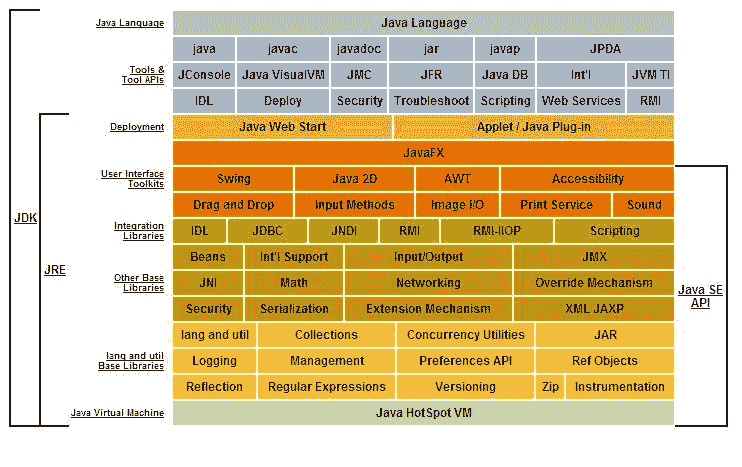 Java Language Java Language
java javac javadoc jar javap JPDA
Tools &
Tool APIs
JConsole Java VisualVM JMC JFR Java DB Int'l JVM TI
IDL Deploy Security Troubleshoot Scripting Web Services RMI
Deployment Java Web Start Applet / Java Plug-in
JavaFX
User Interface
Toolkits
Swing Java 2D AWT Accessibility
Drag and Drop Input Methods Image I/O Print Service Sound
Integration
Libraries
IDL JDBC JNDI RMI RMI-IIOP Scripting
Beans Int'l Support Input/Output JMX
Other Base
Libraries
JNI Math Networking Override Mechanism
Security Serialization Extension Mechanism XML JAXP
lang and util Collections Concurrency Utilities JAR
lang and util
Base Libraries
Logging Management Preferences API Ref Objects
Reflection Regular Expressions Versioning Zip Instrumentation
Java Virtual Machine Java HotSpot VM
JDK
JRE
Java SE
API